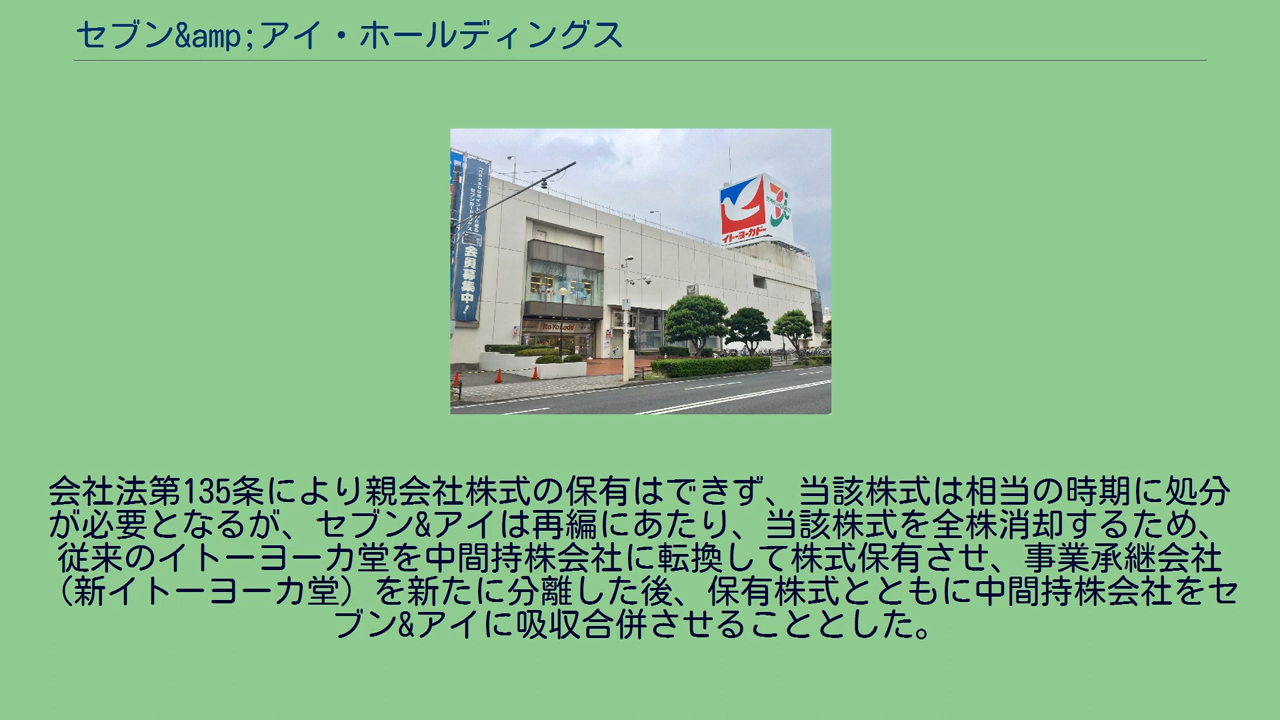 セブン&amp;アイ・ホールディングス
会員募集中!
イトーヨーカドー
Ito Yokado
会社法第135条により親会社株式の保有はできず、当該株式は相当の時期に処分
が必要となるが、セブン&アイは再編にあたり、当該株式を全株消却するため、
従来のイトーヨーカ堂を中間持株会社に転換して株式保有させ、事業承継会社
（新イトーヨーカ堂）を新たに分離した後、保有株式とともに中間持株会社をセ
ブン&アイに吸収合併させることとした。